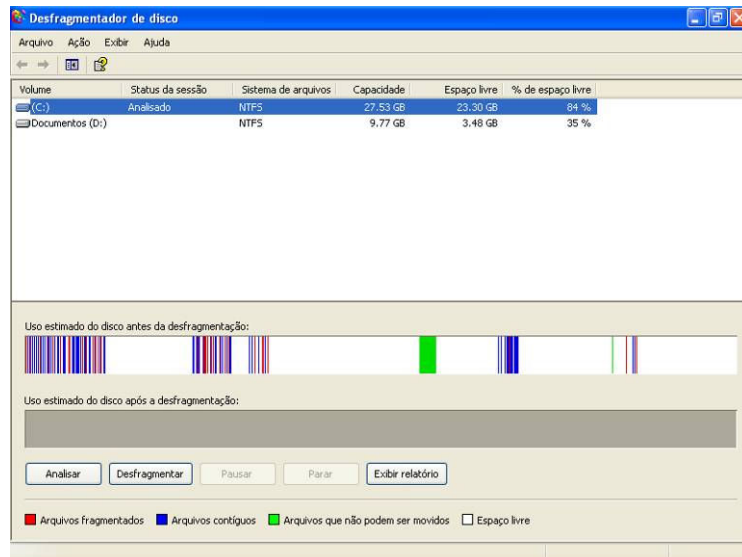 Desfragmentador de disco
Arquivo Ação Exibir Ajuda
Volume Status da sessão Sistema de arquivos Capacidade Espaço livre % de espaço livre
(C:) Analisado NTFS 27.53 GB 23.30 GB 84 %
Documentos (D:) NTFS 9.77 GB 3.48 GB 35 %
Uso estimado do disco antes da desfragmentação:
Uso estimado do disco após a desfragmentação:
Analisar Desfragmentar Pausar Parar Exibir relatório
Arquivos fragmentados Arquivos contíguos Arquivos que não podem ser movidos Espaço livre